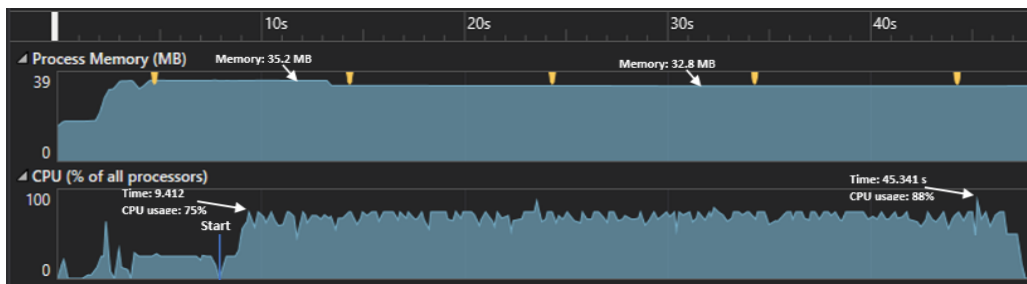 10s 20s 30s 40s
Process Memory (MB) Memory: 35.2 MB Memory: 32.8 MB
39
0
CPU (% of all processors)
100 Time: 9.412 Time: 45.341 s
CPU usage: 75% CPU usage: 88%
Start
0